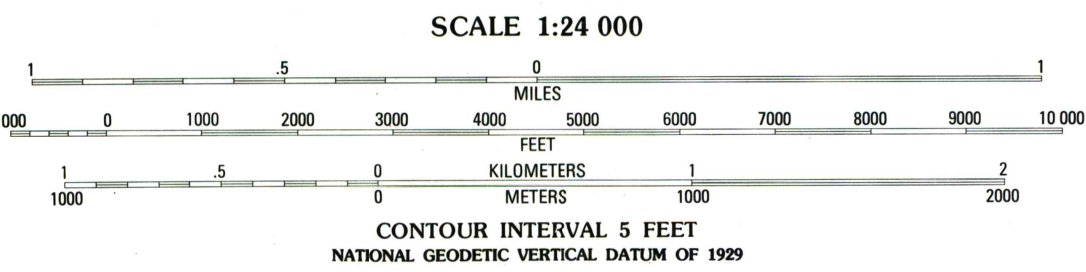 SCALE 1:24 000
1 .5 0 1
MILES
000 0 1000 2000 3000 4000 5000 6000 7000 8000 9000 10 000
FEET
1 .5 0 KILOMETERS 1 2
1000 0 METERS 1000 2000
CONTOUR INTERVAL 5 FEET
NATIONAL GEODETIC VERTICAL DATUM OF 1929